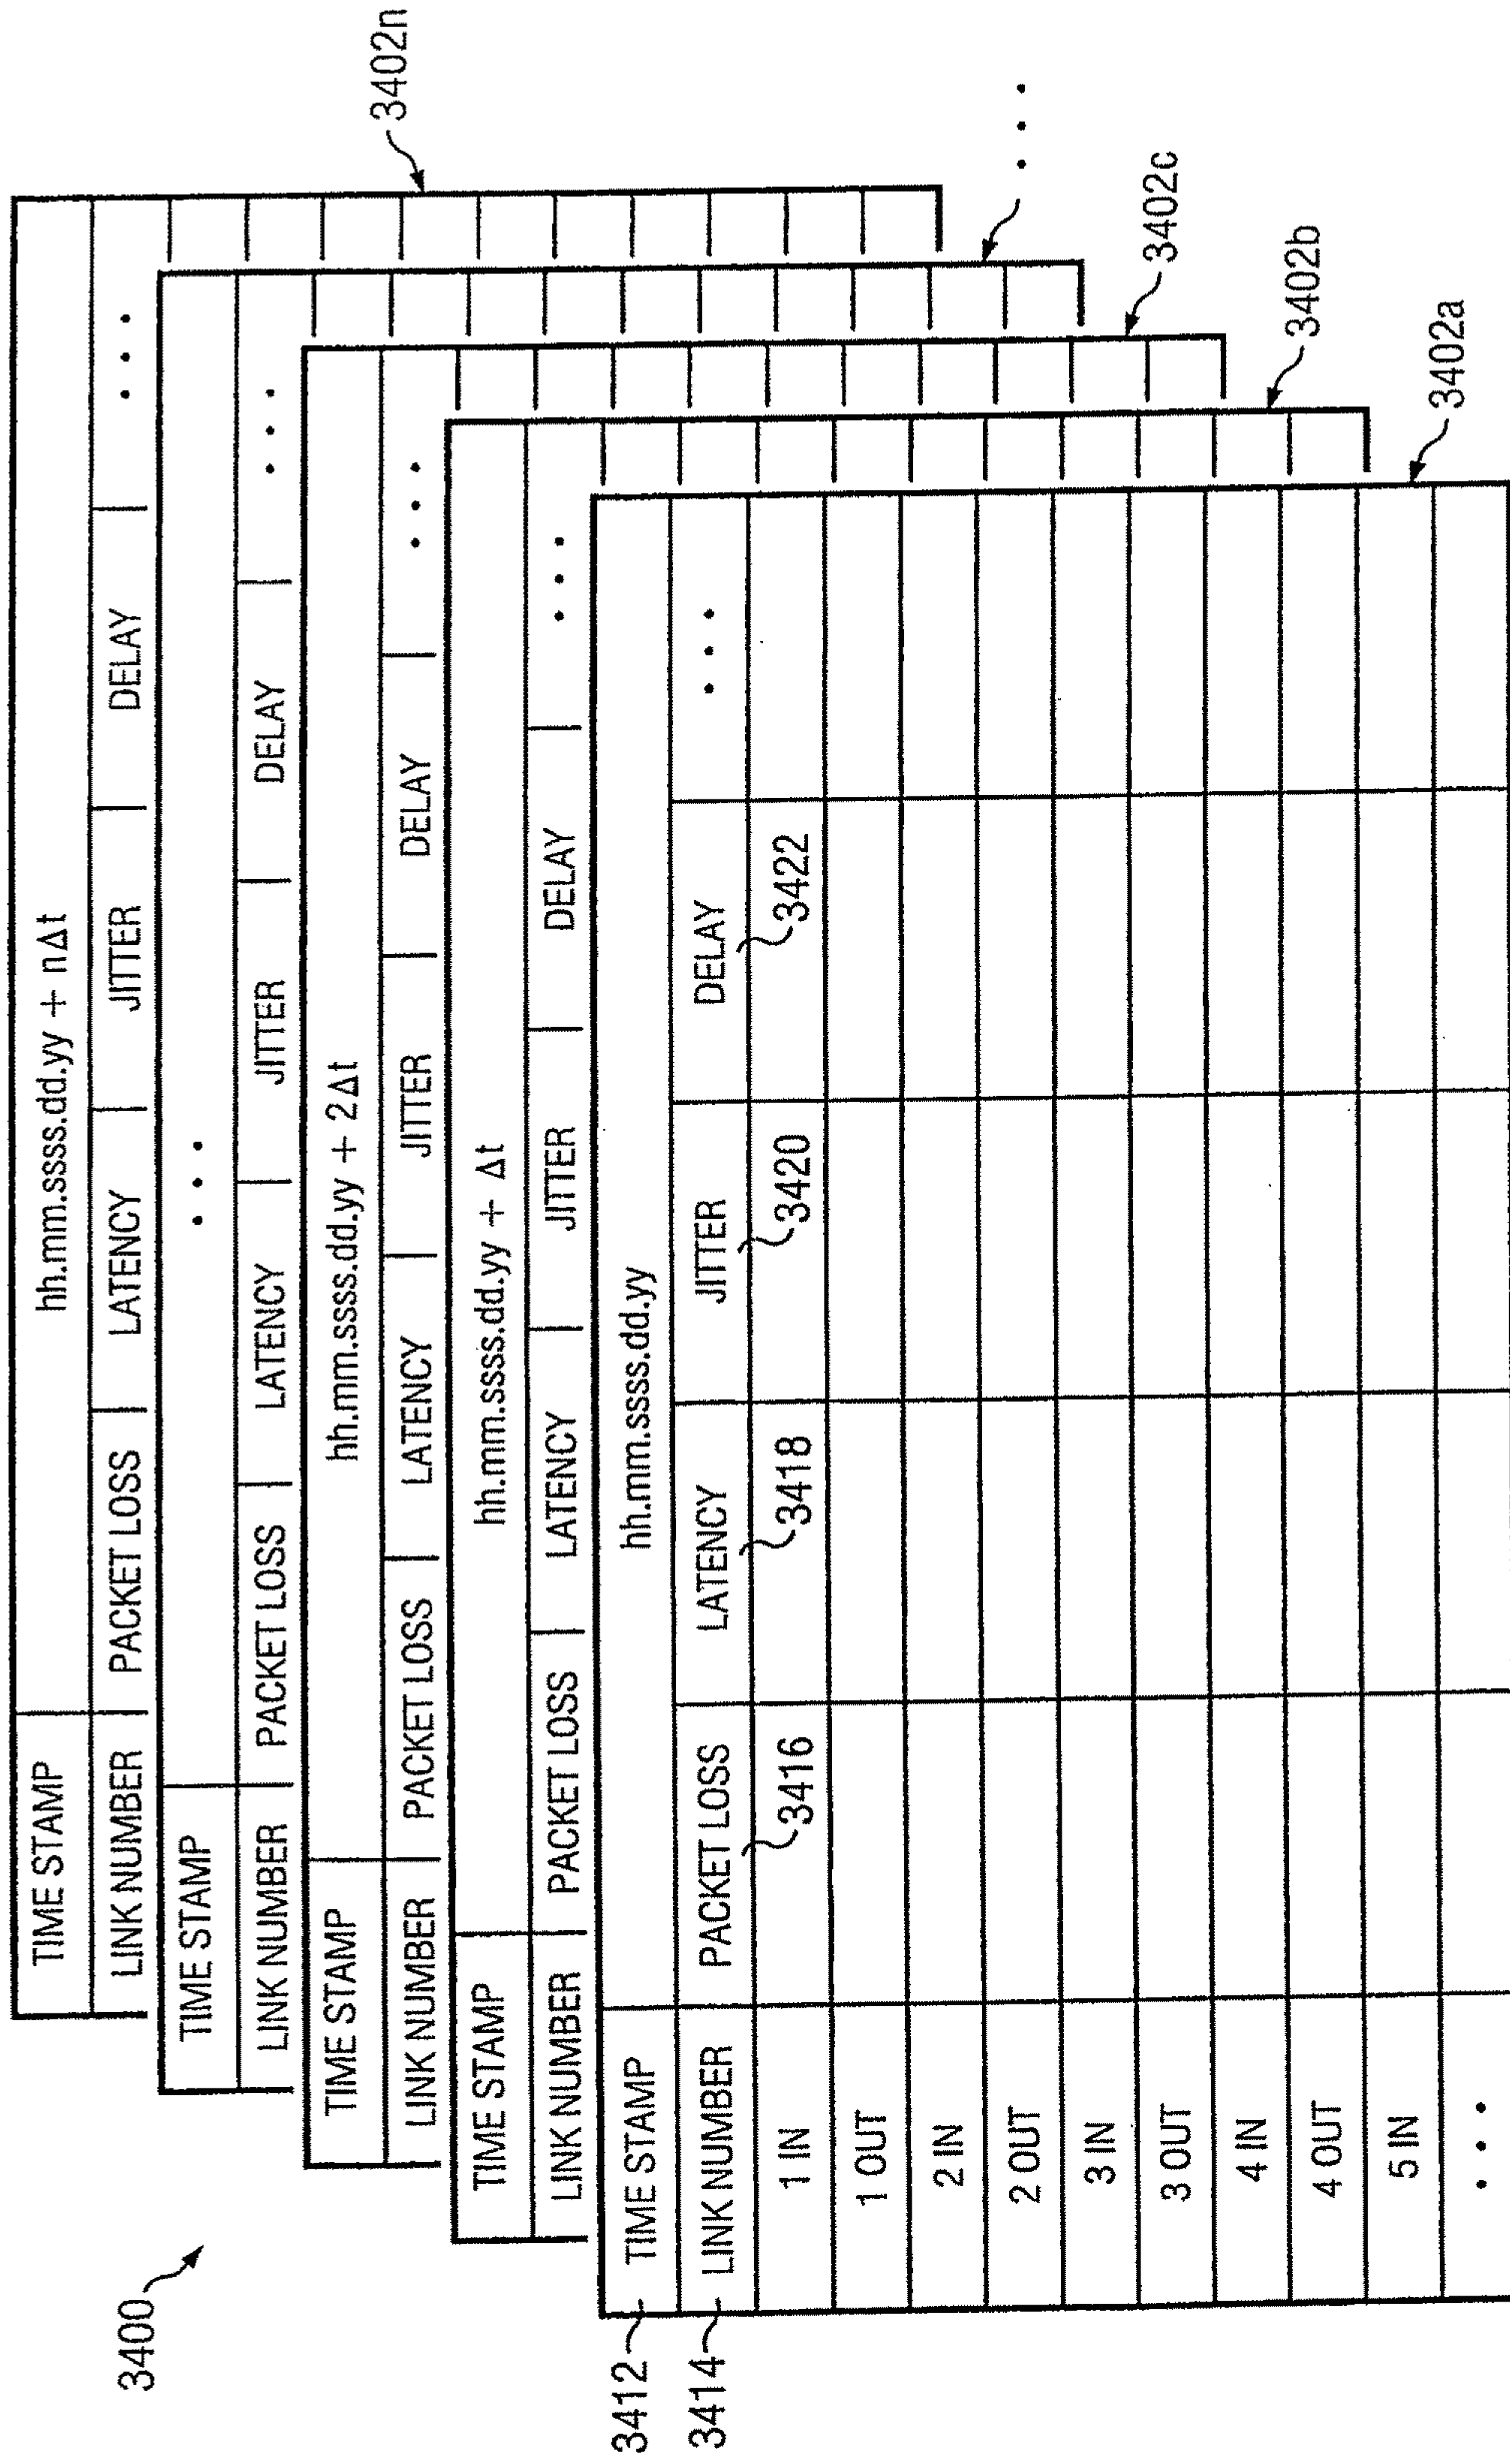 3400
3402n
TIME STAMP hh.mm.ssss.dd.yy + nΔt
LINK NUMBER PACKET LOSS LATENCY JITTER DELAY • • •
TIME STAMP • • •
LINK NUMBER PACKET LOSS LATENCY JITTER DELAY • • •
• • •
TIME STAMP hh.mm.ssss.dd.yy + 2Δt
LINK NUMBER PACKET LOSS LATENCY JITTER DELAY • • •
3402c
TIME STAMP hh.mm.ssss.dd.yy + Δt
LINK NUMBER PACKET LOSS LATENCY JITTER DELAY • • •
3402b
3412 TIME STAMP hh.mm.ssss.dd.yy
3414 LINK NUMBER PACKET LOSS LATENCY JITTER DELAY • • •
1 IN 3416 3418 3420 3422
1 OUT
2 IN
2 OUT
3 IN
3 OUT
4 IN
4 OUT
5 IN
• • •
3402a